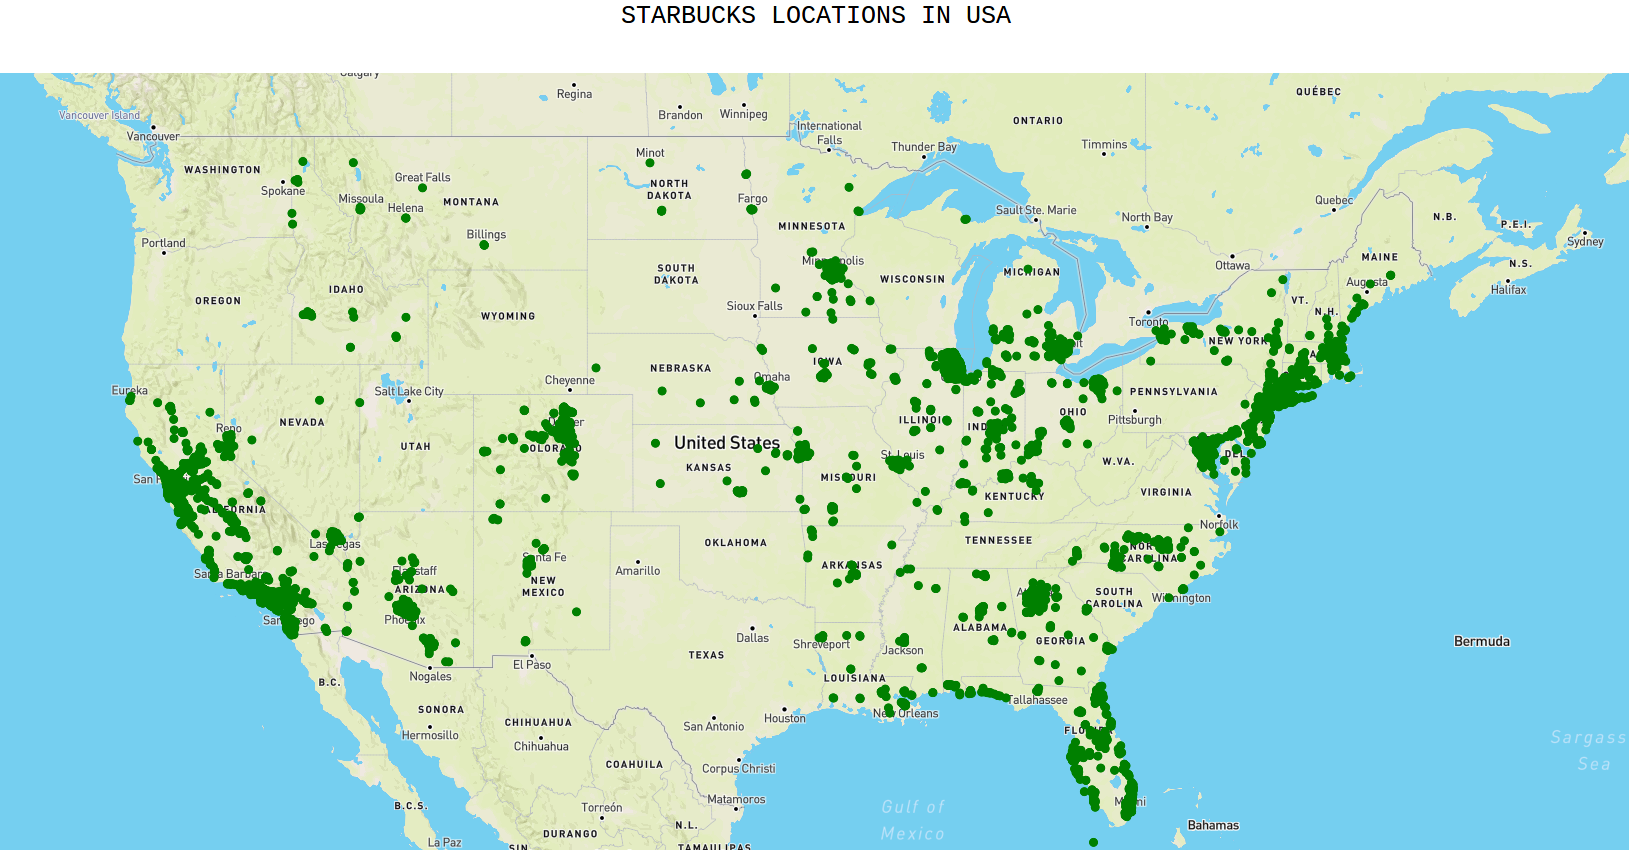 STARBUCKS LOCATIONS IN USA
Calgary
Regina
QUÉBEC
Vancouver Island
Brandon
Winnipeg
ONTARIO
International
Falls
Vancouver
Thunder Bay
Timmins
Minot
WASHINGTON
Spokane
Great Falls
NORTH
DAKOTA
Missoula
Helena
MONTANA
Fargo
Quebec
Sault Ste. Marie
North Bay
N.B.
P.E.I.
MINNESOTA
Billings
Portland
Sydney
MAINE
Ottawa
N.S.
Minneapolis
WISCONSIN
MICHIGAN
SOUTH
DAKOTA
Augusta
Halifax
IDAHO
OREGON
VT.
Sioux Falls
WYOMING
N.H.
Toronto
NEW YORK
IOWA
NEBRASKA
Omaha
Cheyenne
Eureka
Salt Lake City
PENNSYLVANIA
OHIO
Pittsburgh
ILLINOIS
NEVADA
Reno
Denver
UTAH
COLORADO
United States
KANSAS
St. Louis
DEL.
W.VA.
MISSOURI
KENTUCKY
VIRGINIA
CALIFORNIA
Norfolk
Las Vegas
OKLAHOMA
TENNESSEE
NORTH
CAROLINA
Santa Fe
Santa Barbara
Flagstaff
Amarillo
ARKANSAS
NEW
MEXICO
ARIZONA
SOUTH
CAROLINA
Wilmington
San Diego
Phoenix
ALABAMA
Dallas
Shreveport
Jackson
GEORGIA
Bermuda
TEXAS
El Paso
Nogales
B.C.
LOUISIANA
Tallahassee
SONORA
New Orleans
Houston
San Antonio
CHIHUAHUA
Hermosillo
Chihuahua
FLORIDA
Sargass
Sea
COAHUILA
Corpus Christi
B.C.S.
Torreón
Matamoros
Miami
Gulf of
Mexico
N.L.
Bahamas
DURANGO
La Paz
SIN.
TAMAULIPAS